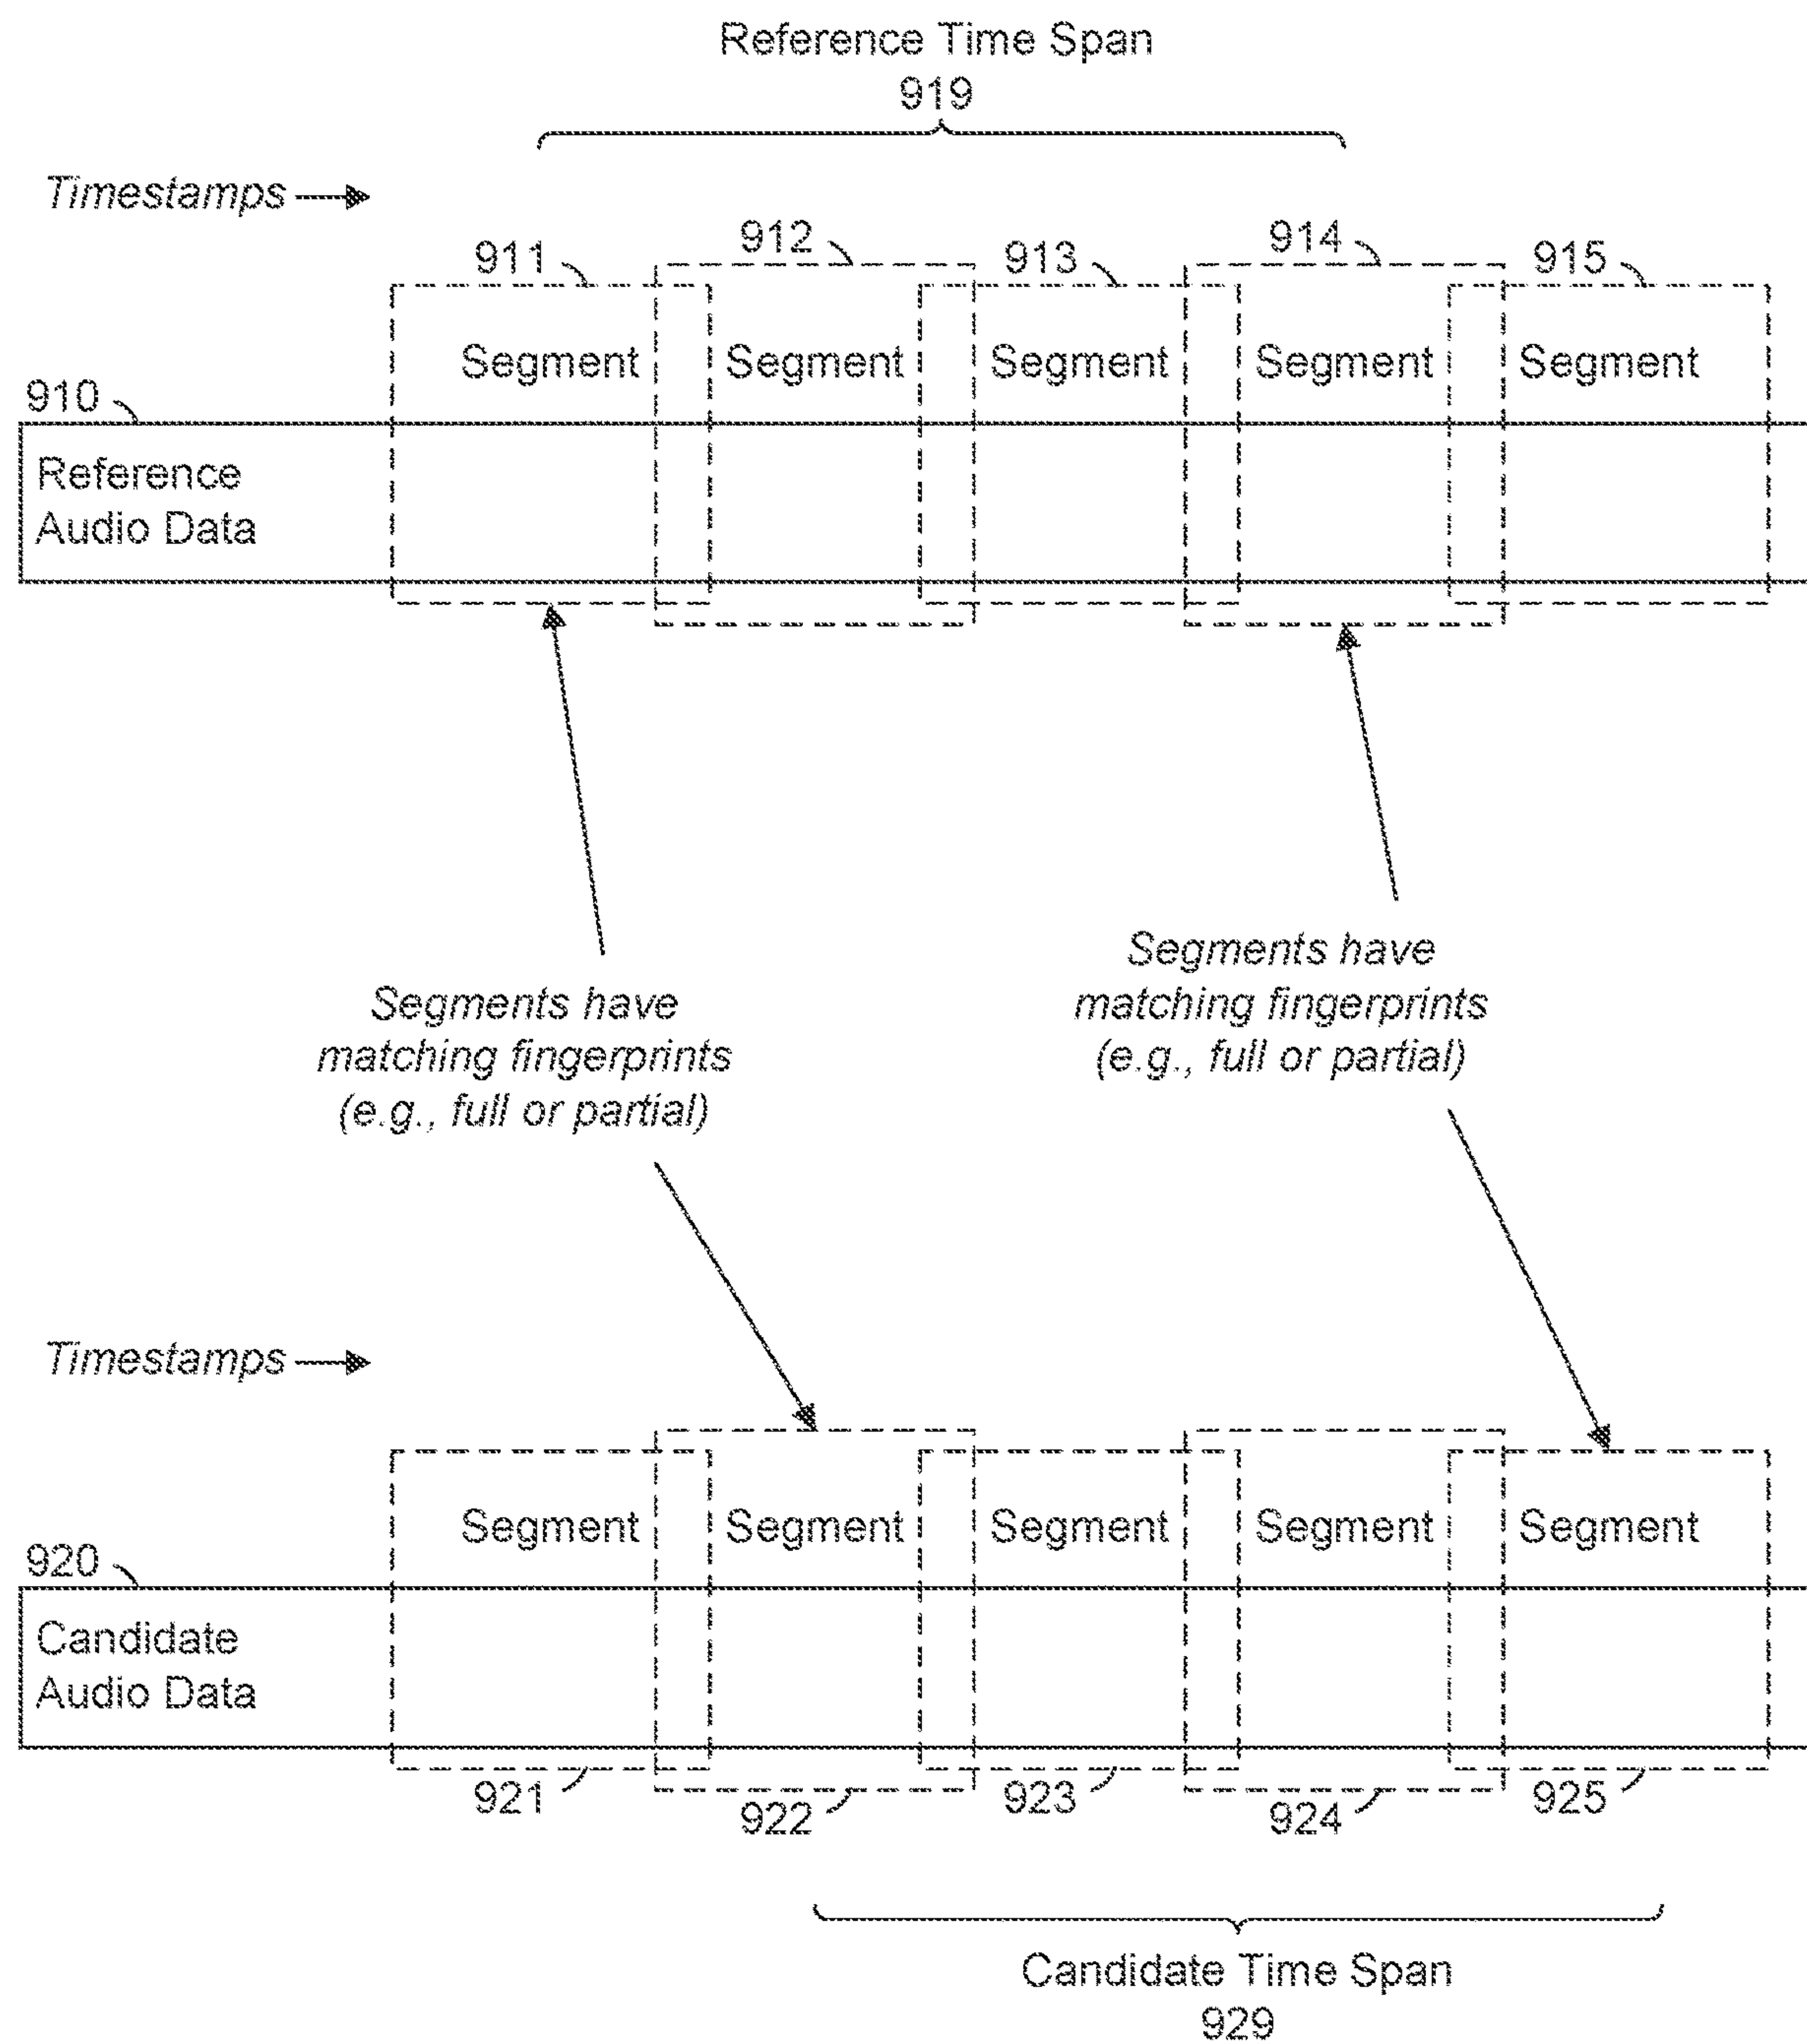 Reference Time Span
919
Timestamps
911
912
913
914
915
Segment
Segment
Segment
Segment
Segment
910
Reference
Audio Data
Segments have
matching fingerprints
(e.g., full or partial)
Segments have
matching fingerprints
(e.g., full or partial)
Timestamps
Segment
Segment
Segment
Segment
Segment
920
Candidate
Audio Data
921
922
923
924
925
Candidate Time Span
929